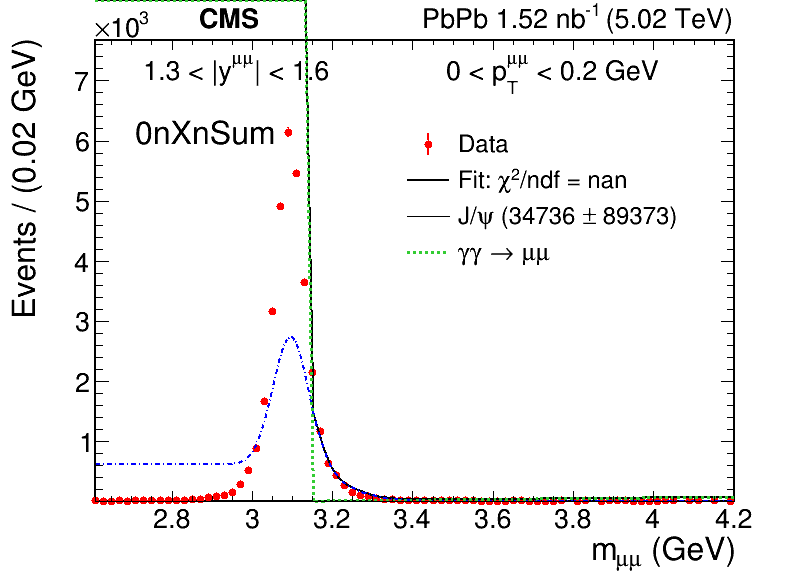 ×10³ CMS PbPb 1.52 nb⁻¹ (5.02 TeV)
1.3 < |y^μμ| < 1.6 0 < p_T^μμ < 0.2 GeV
0nXnSum
Data
Fit: χ²/ndf = nan
J/ψ (34736 ± 89373)
γγ → μμ
Events / (0.02 GeV)
7
6
5
4
3
2
1
2.8 3 3.2 3.4 3.6 3.8 4 4.2
m_μμ (GeV)